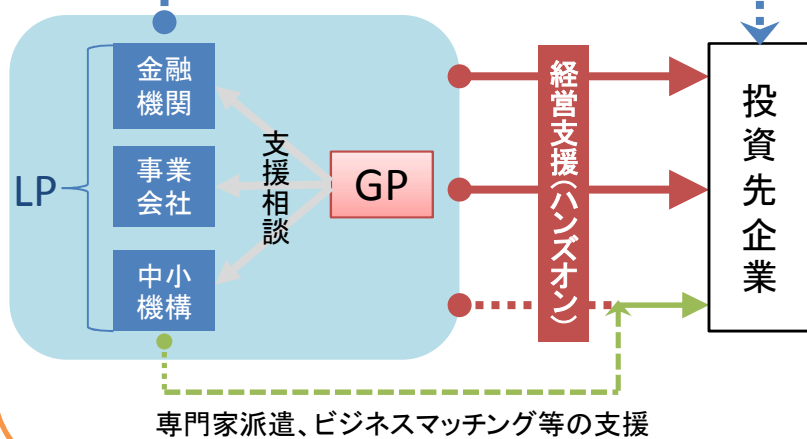 LP
金融
機関
事業
会社
中小
機構
支援相談
GP
経営支援(ハンズオン)
投資先企業
専門家派遣、ビジネスマッチング等の支援